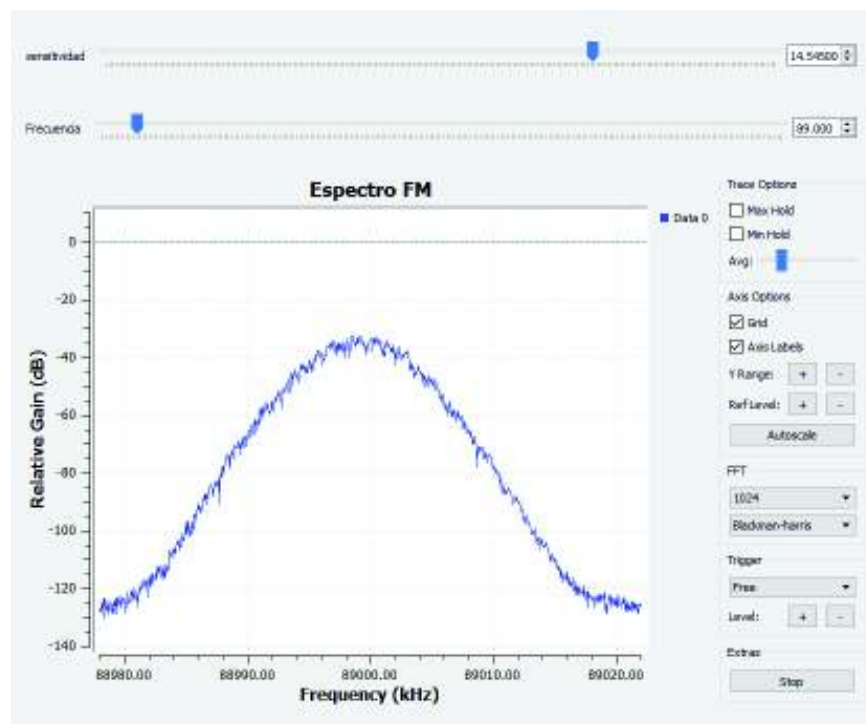 sensitividad
14.54500
Frecuencia
89.000
Espectro FM
Data 0
Relative Gain (dB)
0
-20
-40
-60
-80
-100
-120
-140
88980.00 88990.00 89000.00 89010.00 89020.00
Frequency (kHz)
Trace Options
Max Hold
Min Hold
Avg:
Axis Options
Grid
Axis Labels
Y Range: + -
Ref Level: + -
Autoscale
FFT
1024
Blackman-harris
Trigger
Free
Level: + -
Extras
Stop